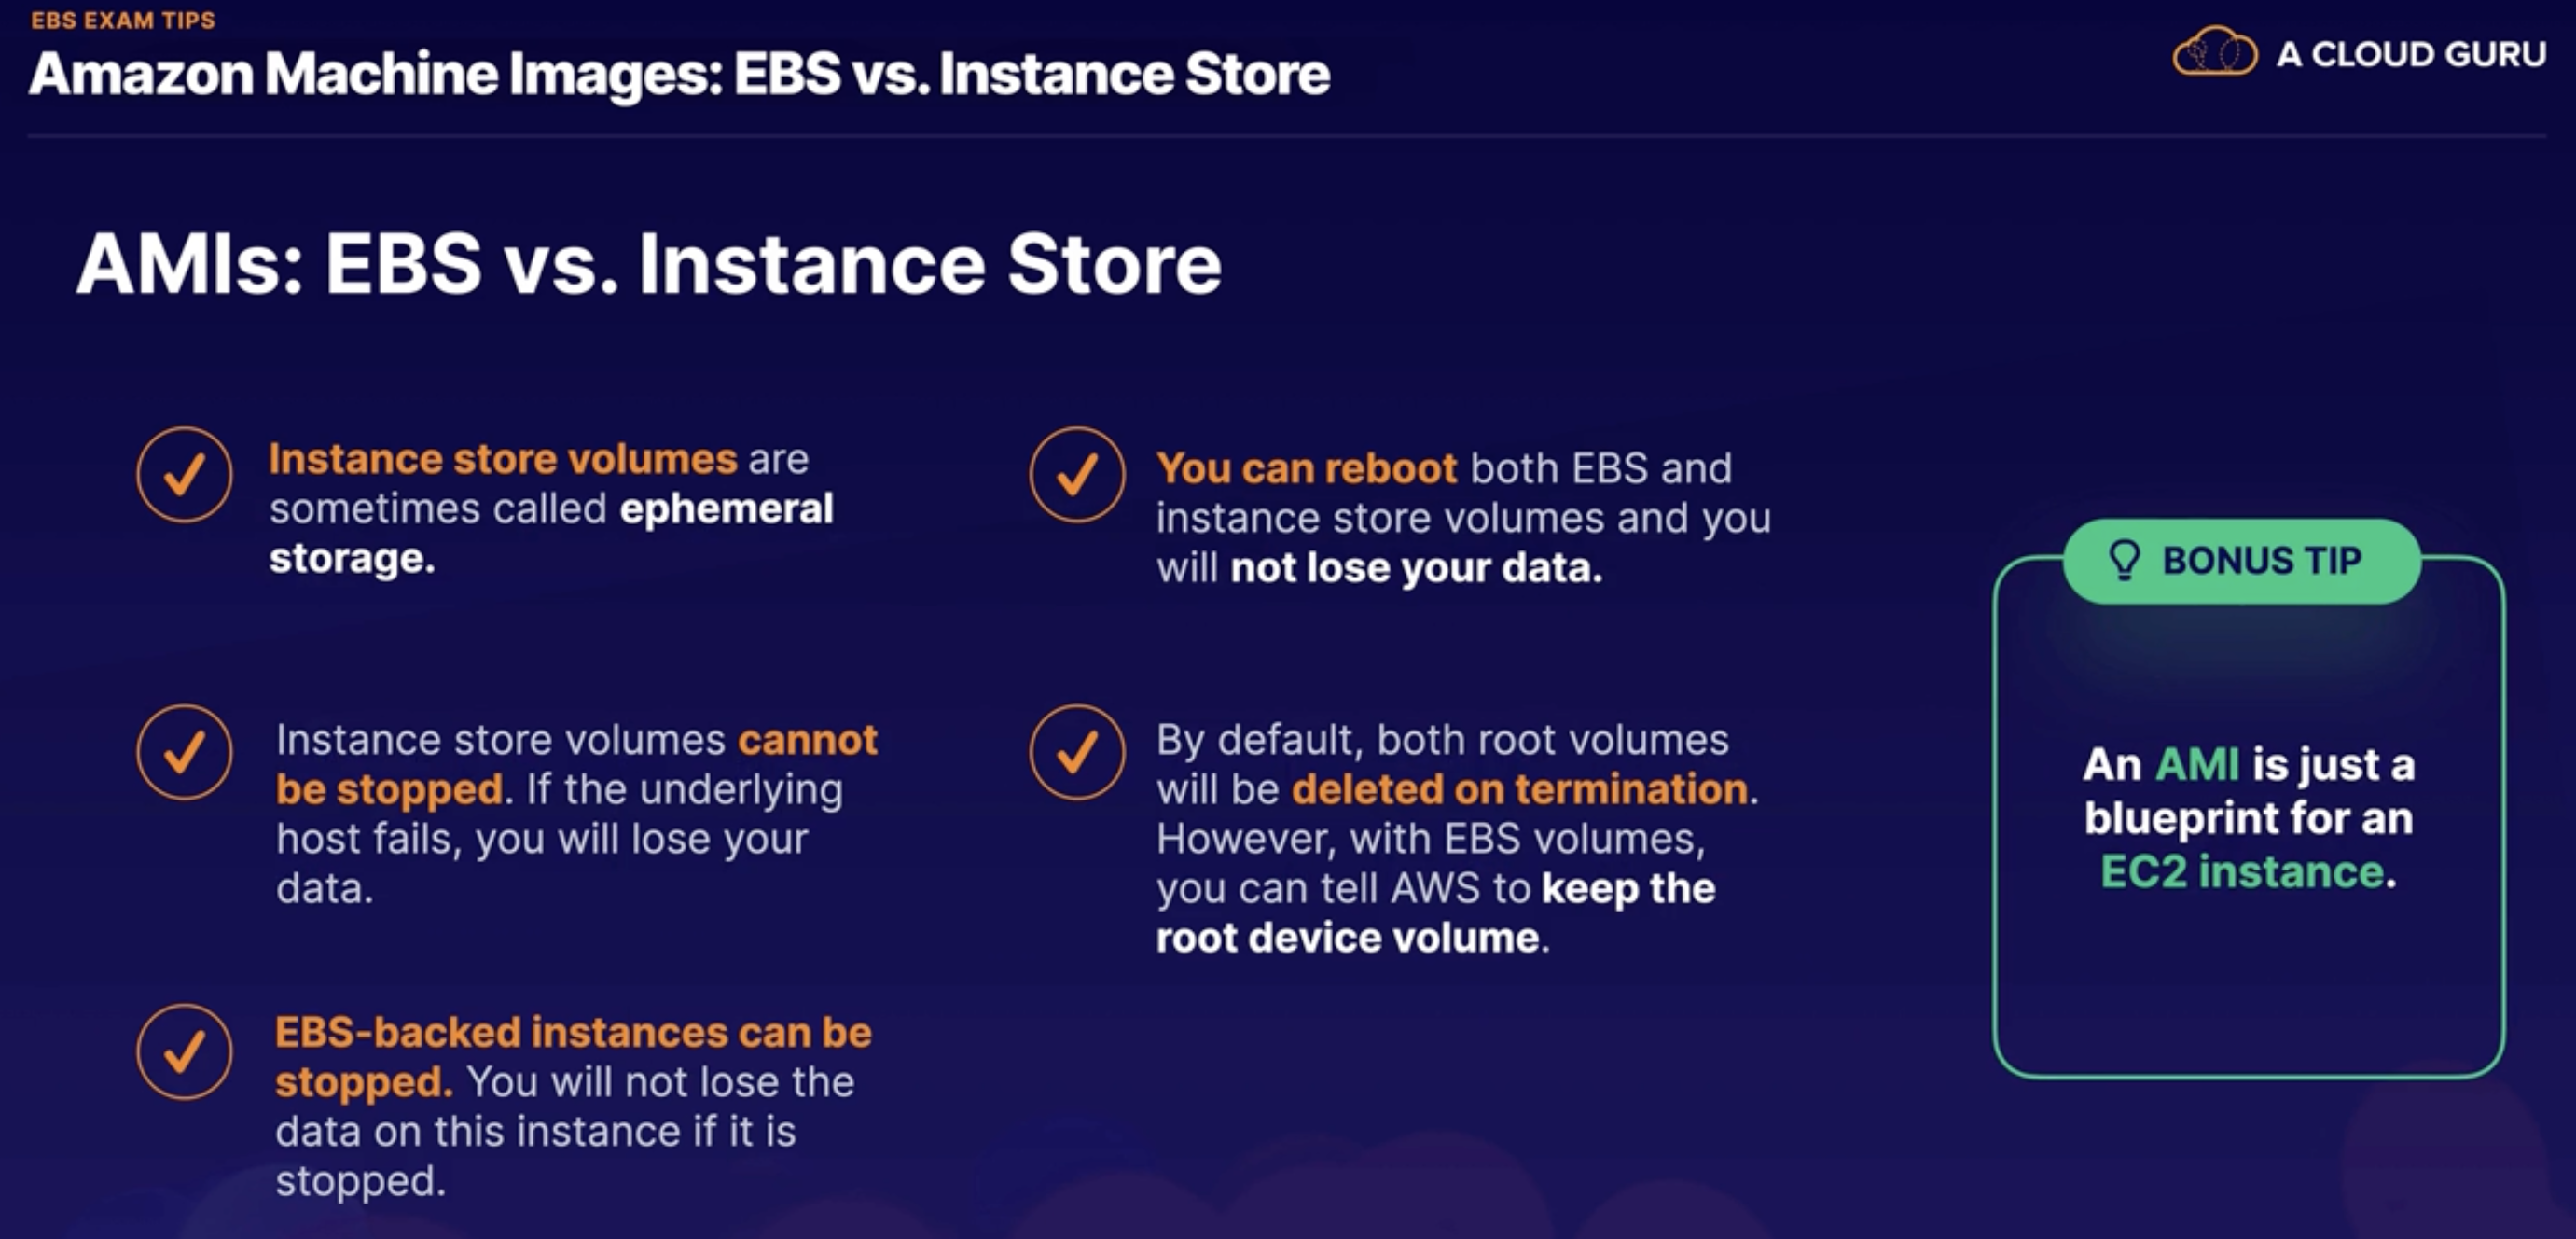 EBS EXAM TIPS
Amazon Machine Images: EBS vs. Instance Store
A CLOUD GURU
AMIs: EBS vs. Instance Store
Instance store volumes are
sometimes called ephemeral
storage.
Instance store volumes cannot
be stopped. If the underlying
host fails, you will lose your
data.
EBS-backed instances can be
stopped. You will not lose the
data on this instance if it is
stopped.
You can reboot both EBS and
instance store volumes and you
will not lose your data.
By default, both root volumes
will be deleted on termination.
However, with EBS volumes,
you can tell AWS to keep the
root device volume.
BONUS TIP
An AMI is just a
blueprint for an
EC2 instance.